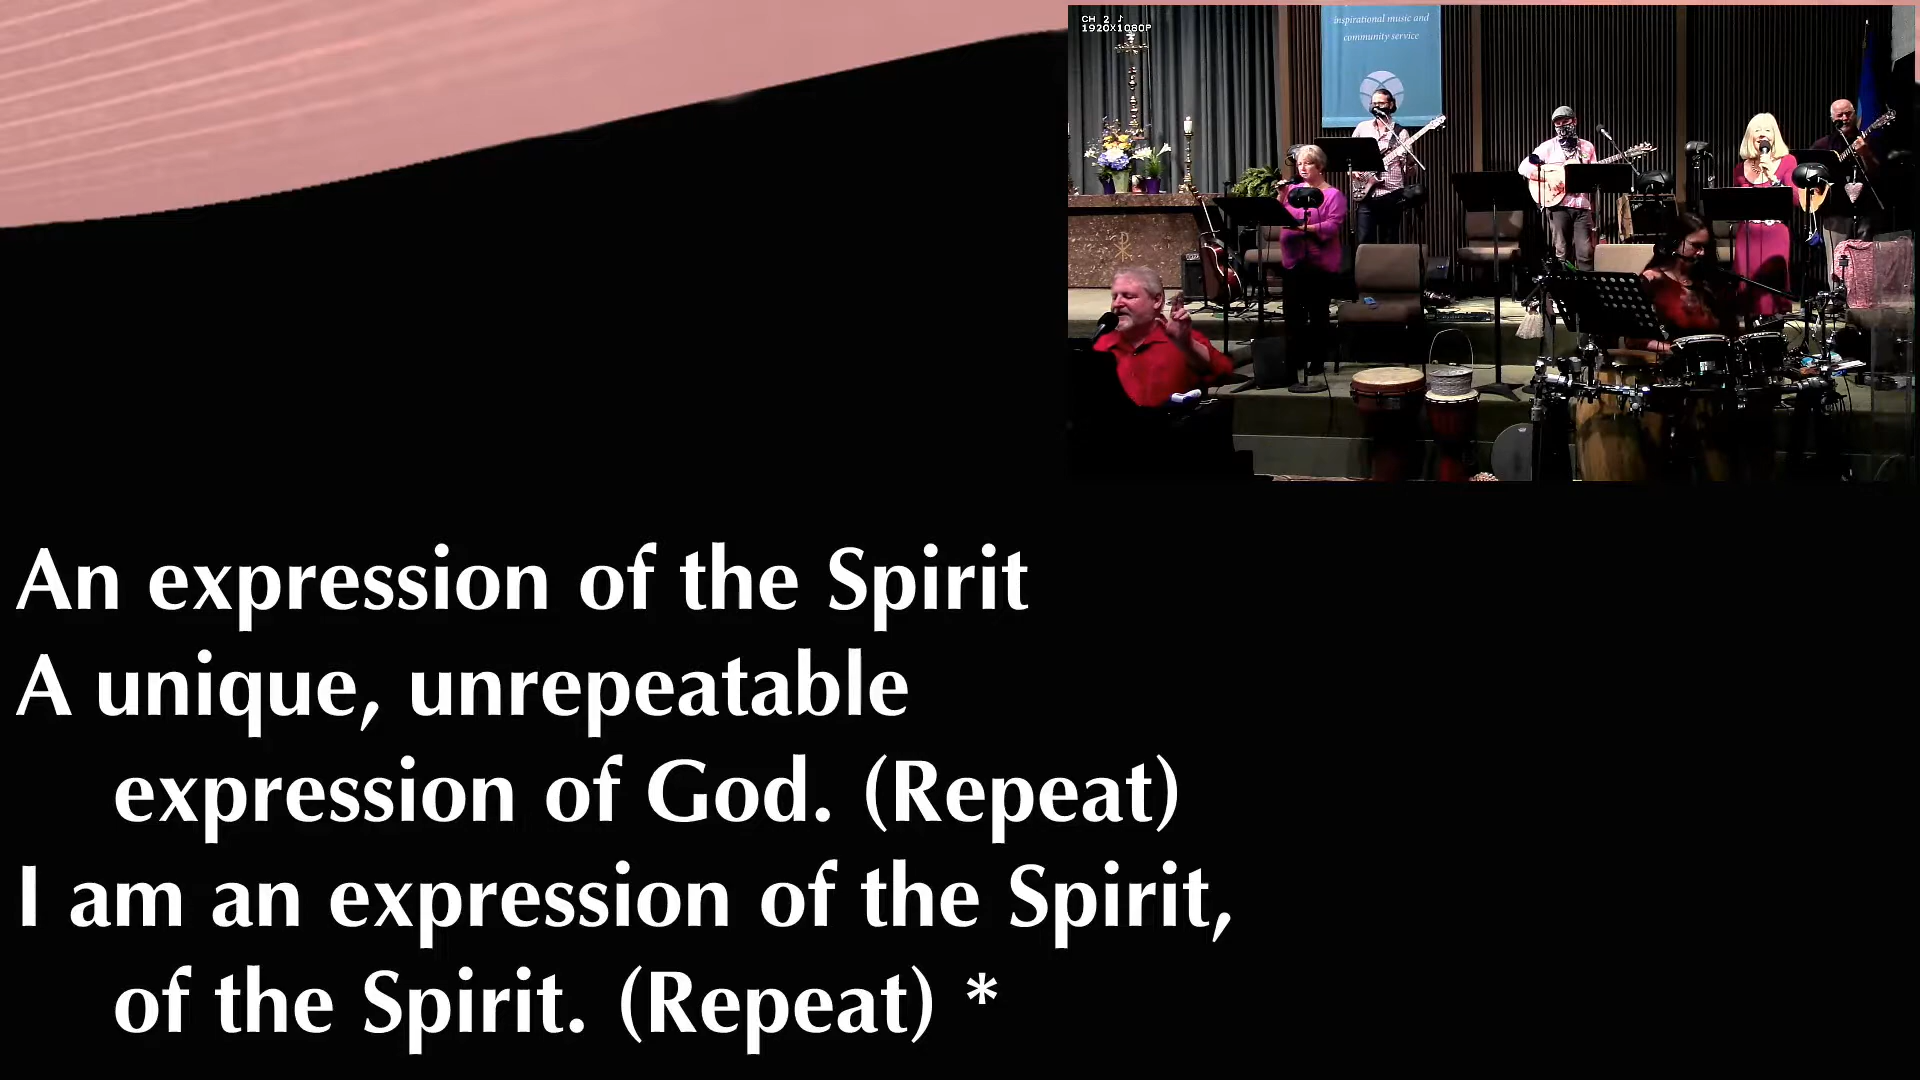 CH 2 ♪
1920X1080P
inspirational music and
community service
An expression of the Spirit
A unique, unrepeatable
expression of God. (Repeat)
I am an expression of the Spirit,
of the Spirit. (Repeat) *